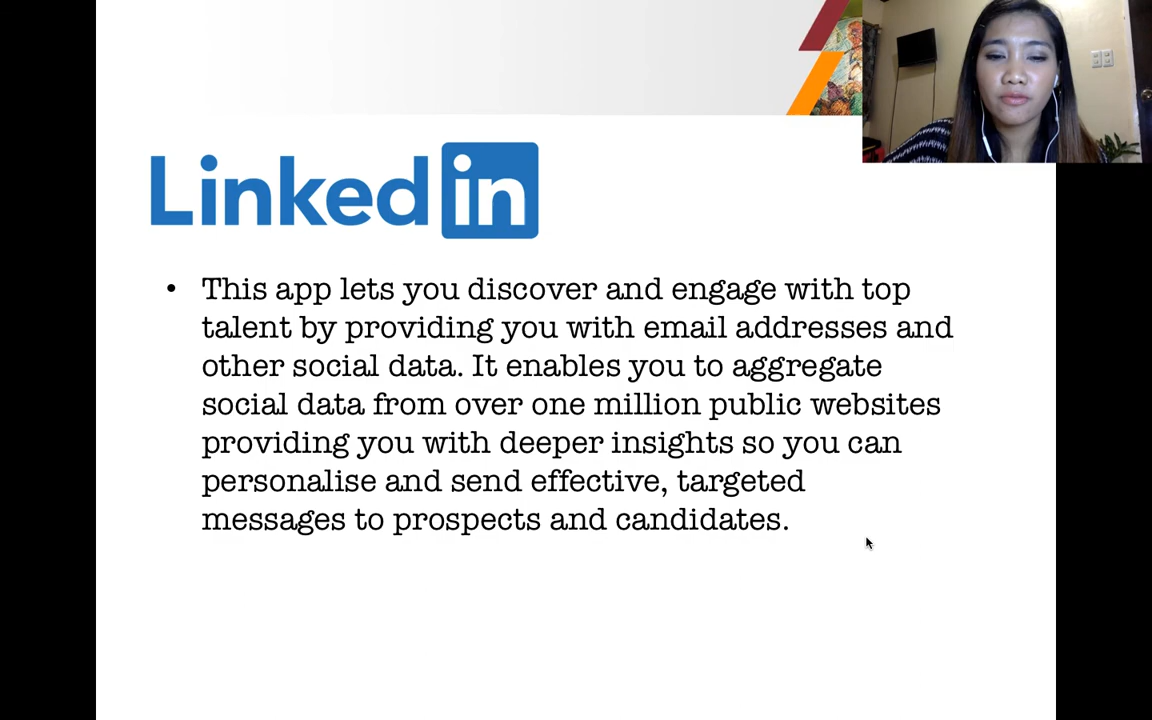 Linkedin
• This app lets you discover and engage with top
talent by providing you with email addresses and
other social data. It enables you to aggregate
social data from over one million public websites
providing you with deeper insights so you can
personalise and send effective, targeted
messages to prospects and candidates.